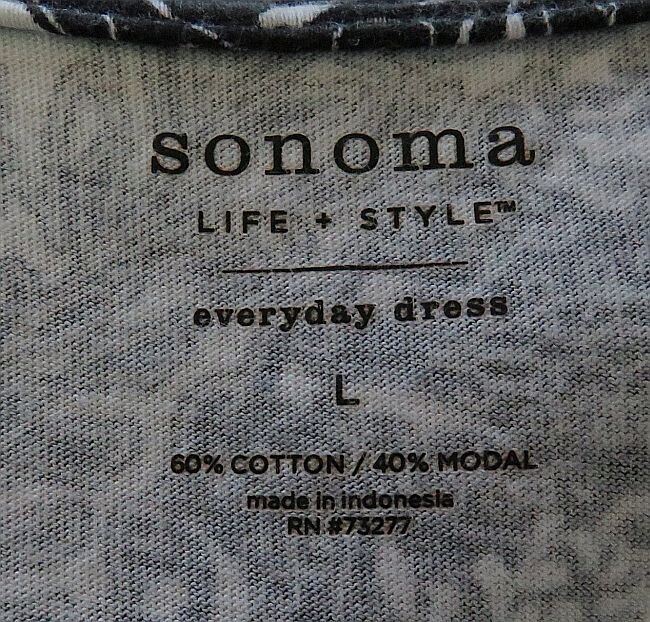 sonoma
LIFE + STYLE™
everyday dress
L
60% COTTON / 40% MODAL
made in indonesia
RN #73277